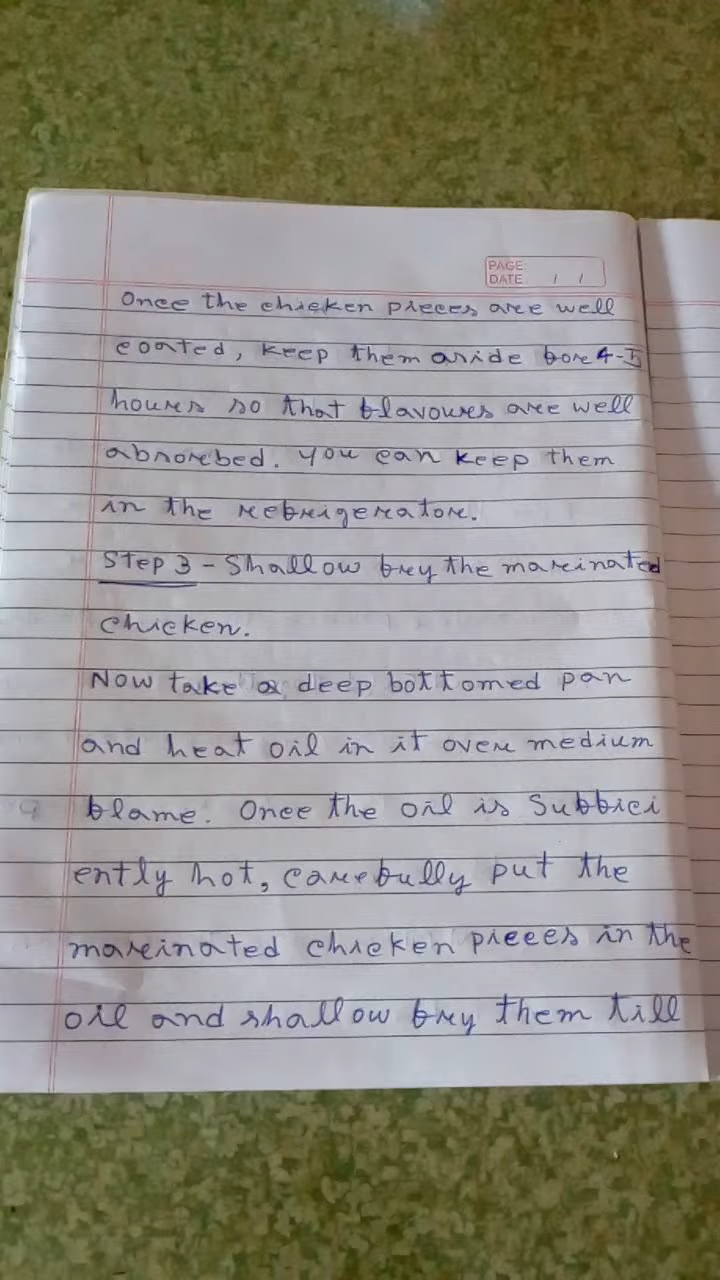 PAGE
DATE / /
Once the chicken pieces are well
coated, keep them aside for 4-5
hours so that flavours are well
absorbed. You can keep them
in the refrigerator.
Step 3 - Shallow fry the marinated
chicken.
Now take a deep bottomed pan
and heat oil in it over medium
flame. Once the oil is Suffici
ently hot, carefully put the
marinated chicken pieces in the
oil and shallow fry them till